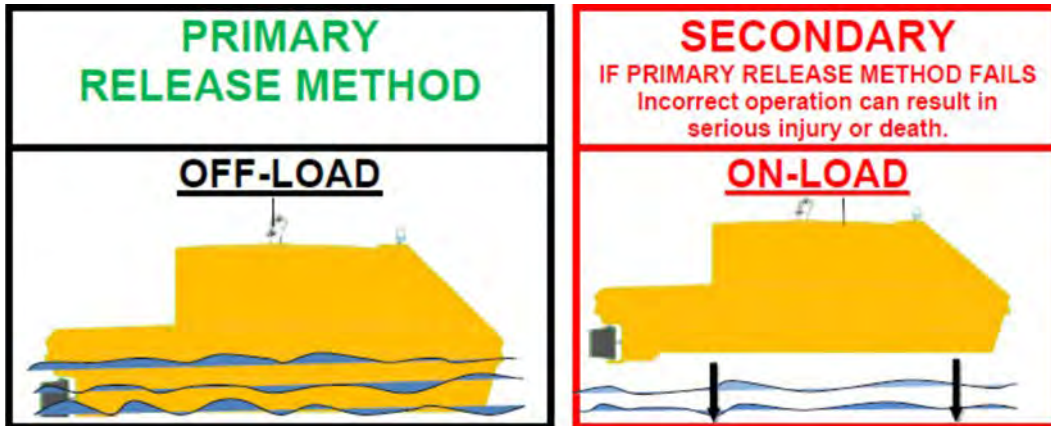 PRIMARY
RELEASE METHOD
OFF-LOAD
SECONDARY
IF PRIMARY RELEASE METHOD FAILS
Incorrect operation can result in
serious injury or death.
ON-LOAD